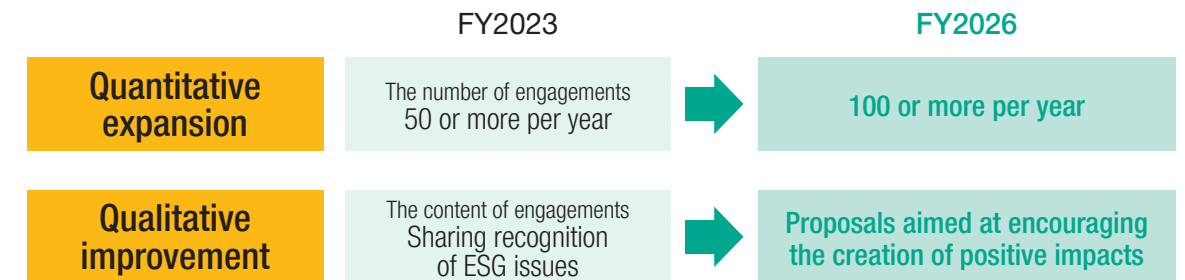 FY2023
FY2026
Quantitative
expansion
The number of engagements
50 or more per year
100 or more per year
Qualitative
improvement
The content of engagements
Sharing recognition
of ESG issues
Proposals aimed at encouraging
the creation of positive impacts